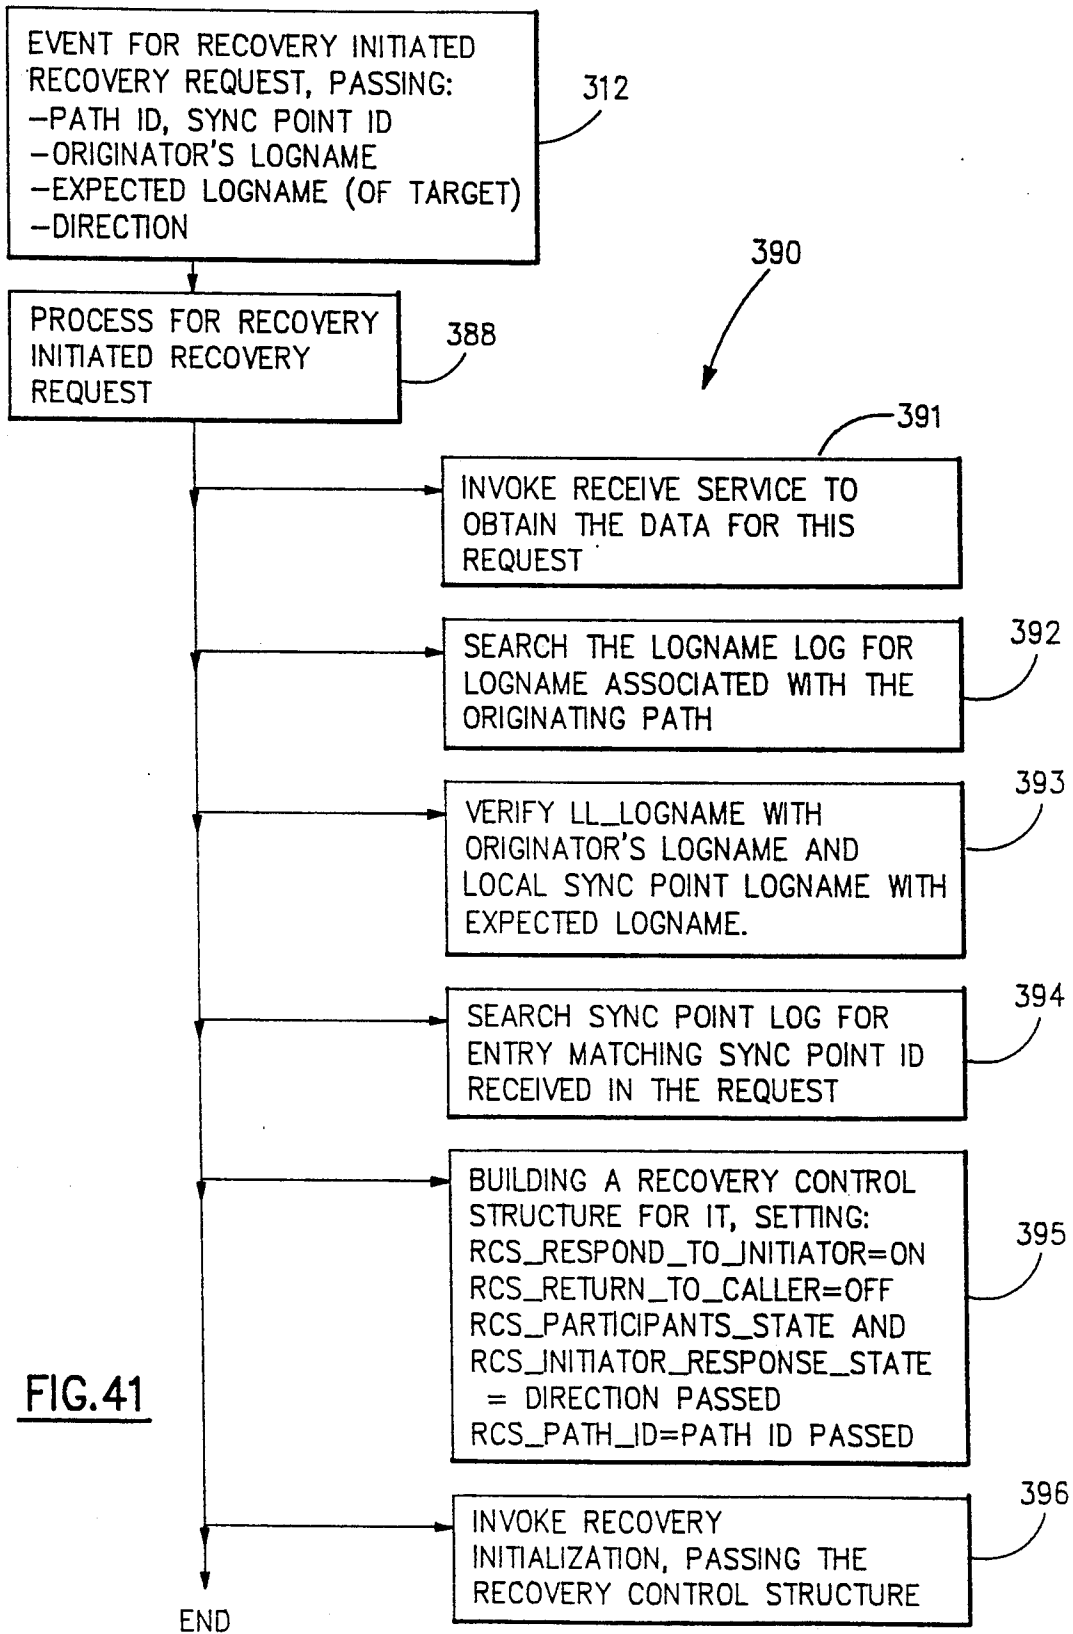 EVENT FOR RECOVERY INITIATED
RECOVERY REQUEST, PASSING:
-PATH ID, SYNC POINT ID
-ORIGINATOR'S LOGNAME
-EXPECTED LOGNAME (OF TARGET)
-DIRECTION
312
390
PROCESS FOR RECOVERY
INITIATED RECOVERY
REQUEST
388
391
INVOKE RECEIVE SERVICE TO
OBTAIN THE DATA FOR THIS
REQUEST
392
SEARCH THE LOGNAME LOG FOR
LOGNAME ASSOCIATED WITH THE
ORIGINATING PATH
393
VERIFY LL_LOGNAME WITH
ORIGINATOR'S LOGNAME AND
LOCAL SYNC POINT LOGNAME WITH
EXPECTED LOGNAME.
394
SEARCH SYNC POINT LOG FOR
ENTRY MATCHING SYNC POINT ID
RECEIVED IN THE REQUEST
395
BUILDING A RECOVERY CONTROL
STRUCTURE FOR IT, SETTING:
RCS_RESPOND_TO_INITIATOR=ON
RCS_RETURN_TO_CALLER=OFF
RCS_PARTICIPANTS_STATE AND
RCS_INITIATOR_RESPONSE_STATE
= DIRECTION PASSED
RCS_PATH_ID=PATH ID PASSED
FIG.41
396
INVOKE RECOVERY
INITIALIZATION, PASSING THE
RECOVERY CONTROL STRUCTURE
END